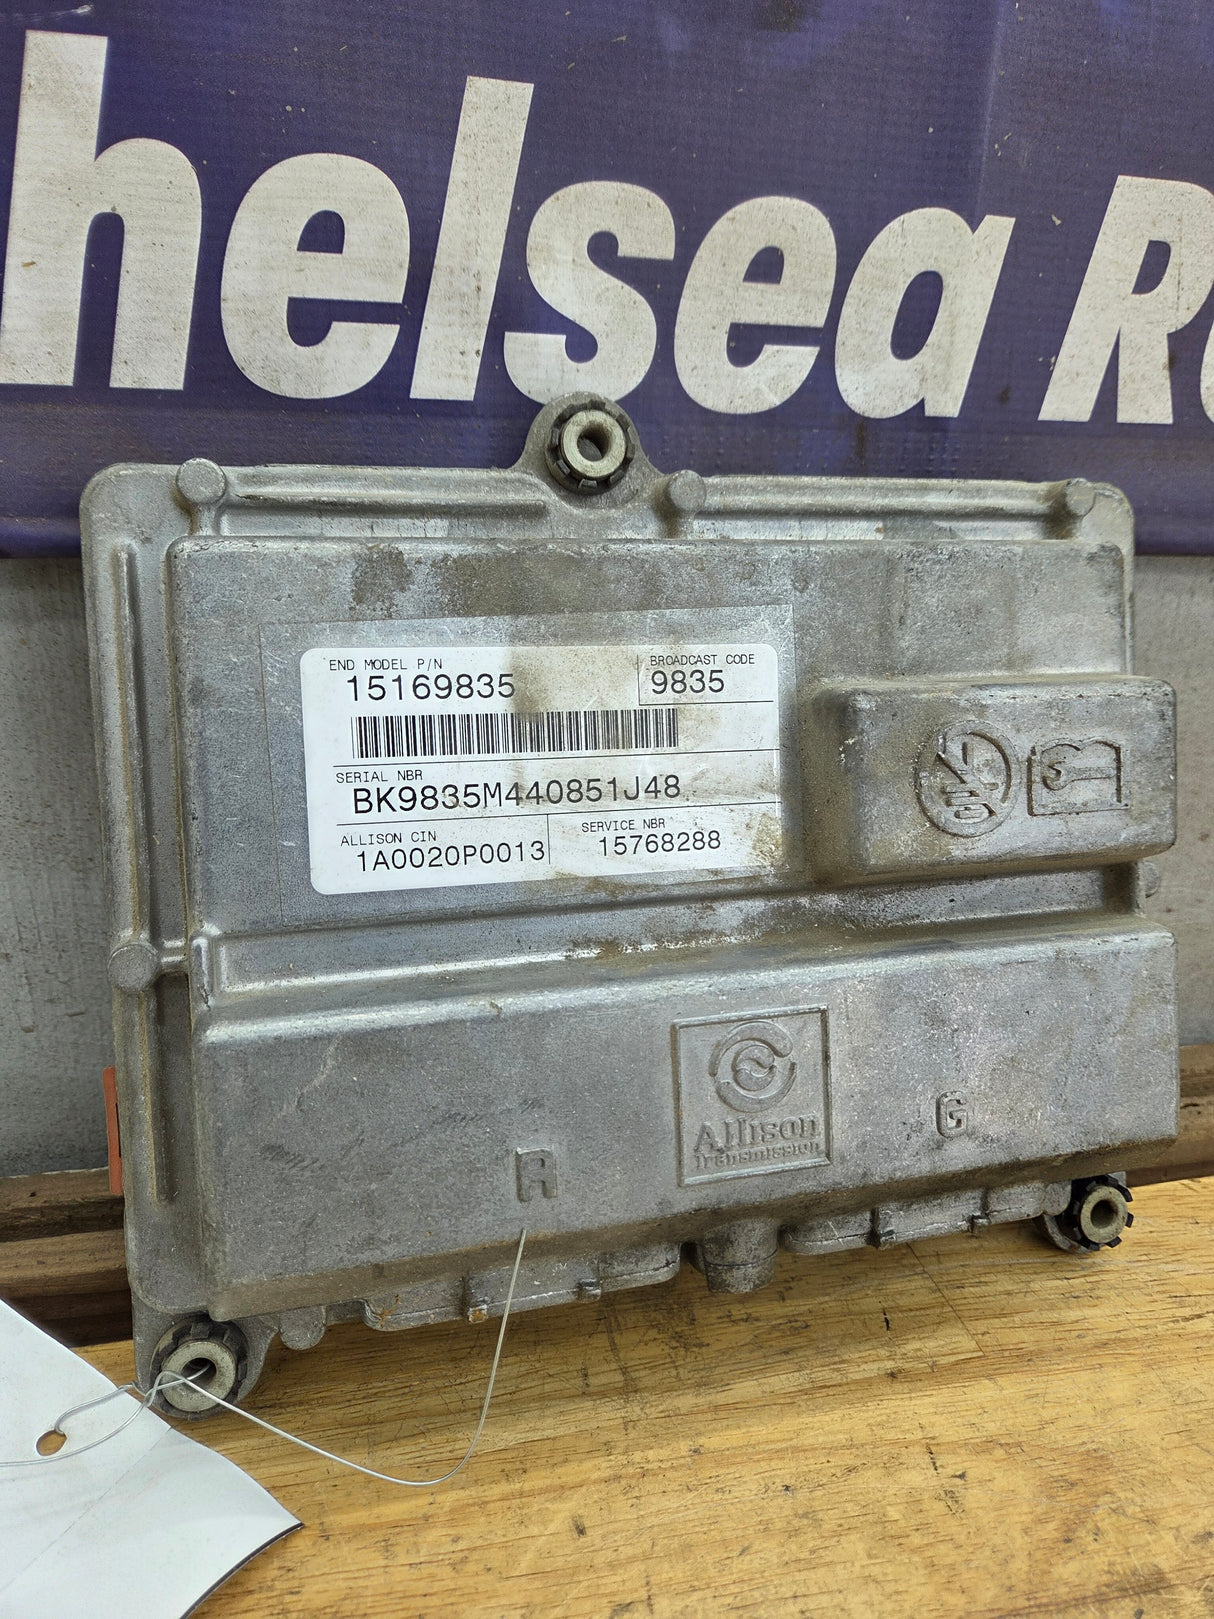 helsea R
END MODEL P/N
15169835
BROADCAST CODE
9835
SERIAL NBR
BK9835M440851J48
ALLISON CIN
1A0020P0013
SERVICE NBR
15768288
Allison
Transmission
A
G